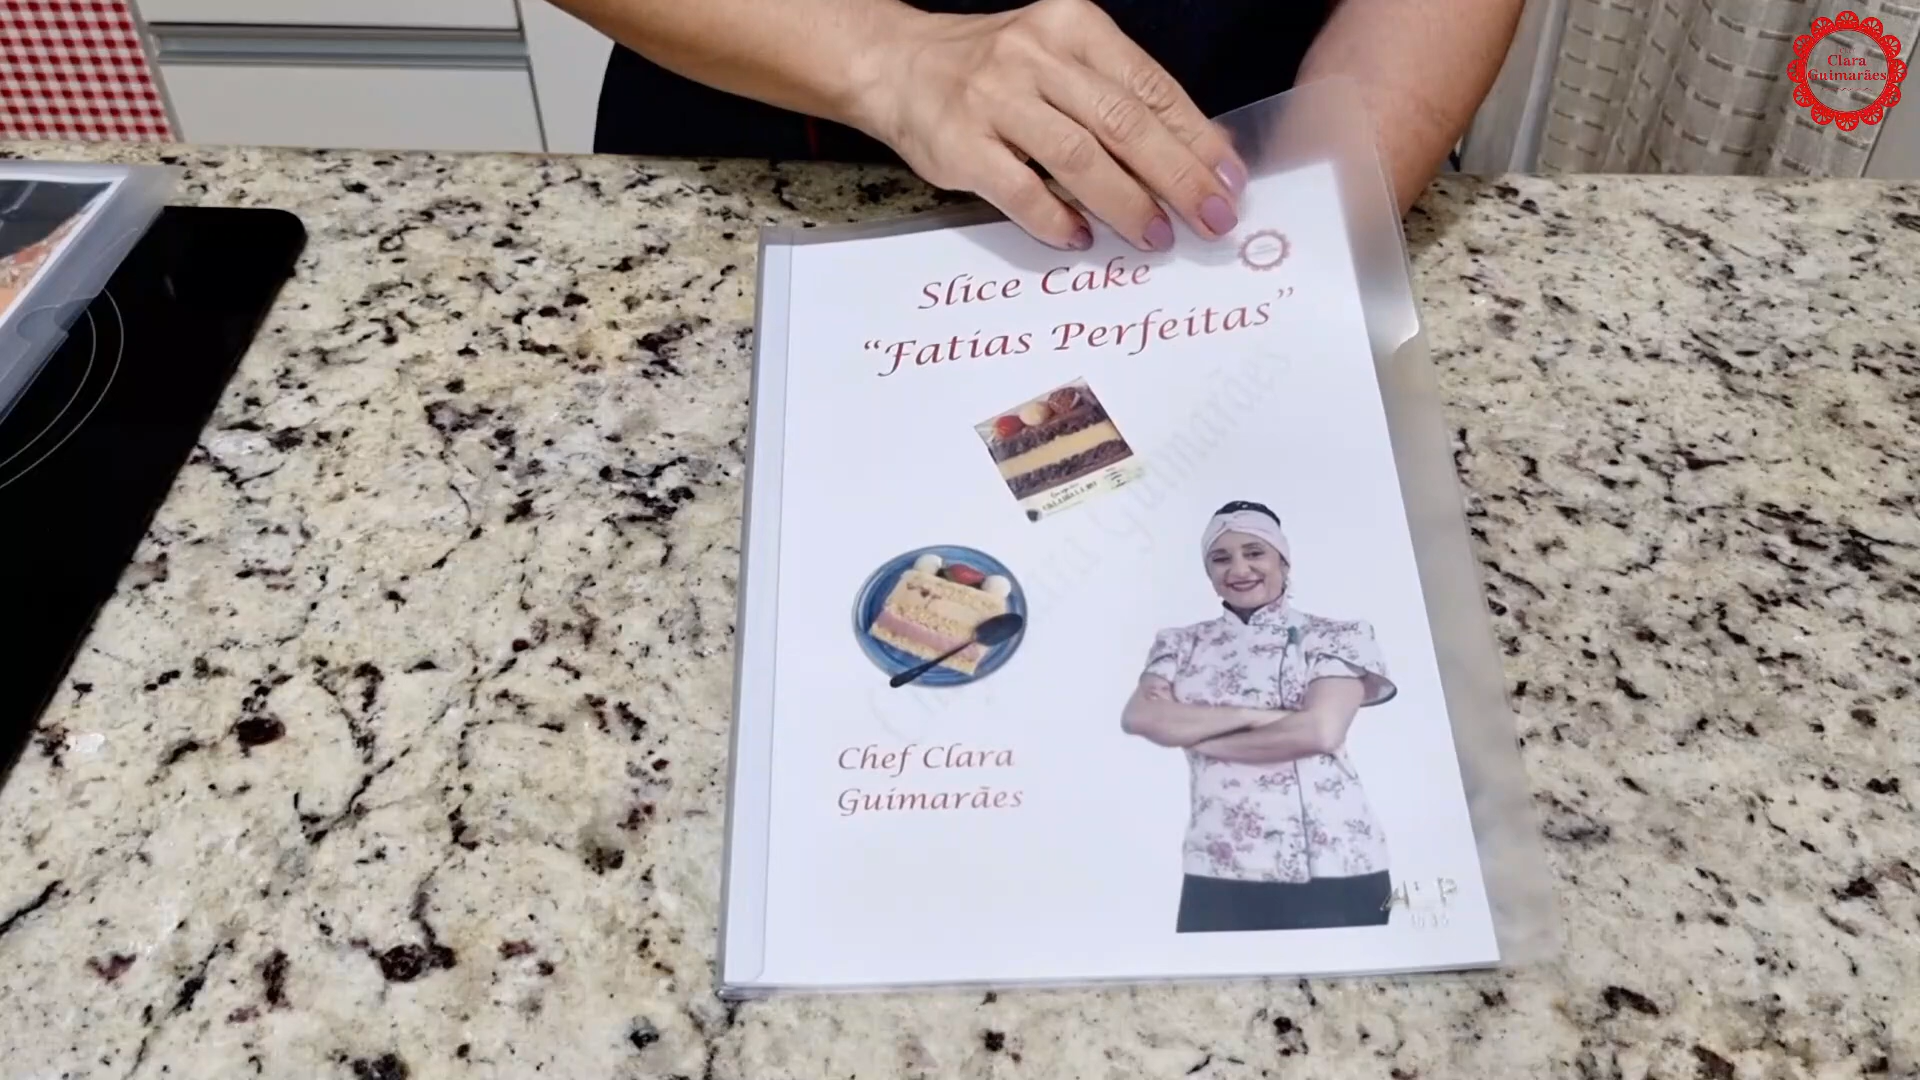 Clara
Guimarães
Slice Cake
“Fatias Perfeitas”
Chef Clara
Guimarães